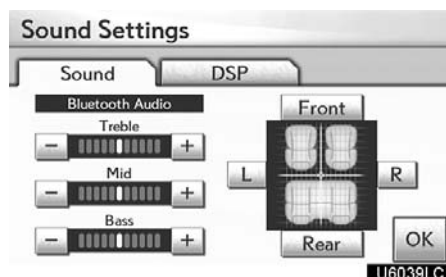 Sound Settings
Sound
DSP
Bluetooth Audio
Treble
− +
Mid
− +
Bass
− +
Front
L
R
Rear
OK
U6039LC